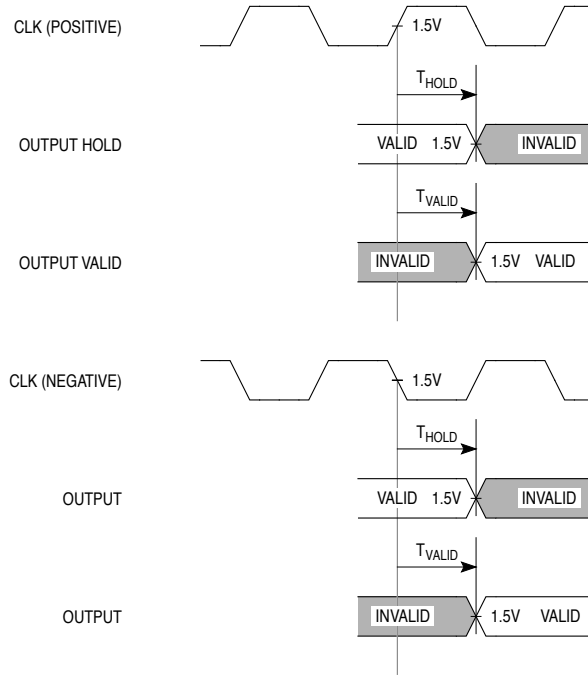 CLK (POSITIVE) 1.5V
THOLD
OUTPUT HOLD VALID 1.5V INVALID
TVALID
OUTPUT VALID INVALID 1.5V VALID
CLK (NEGATIVE) 1.5V
THOLD
OUTPUT VALID 1.5V INVALID
TVALID
OUTPUT INVALID 1.5V VALID